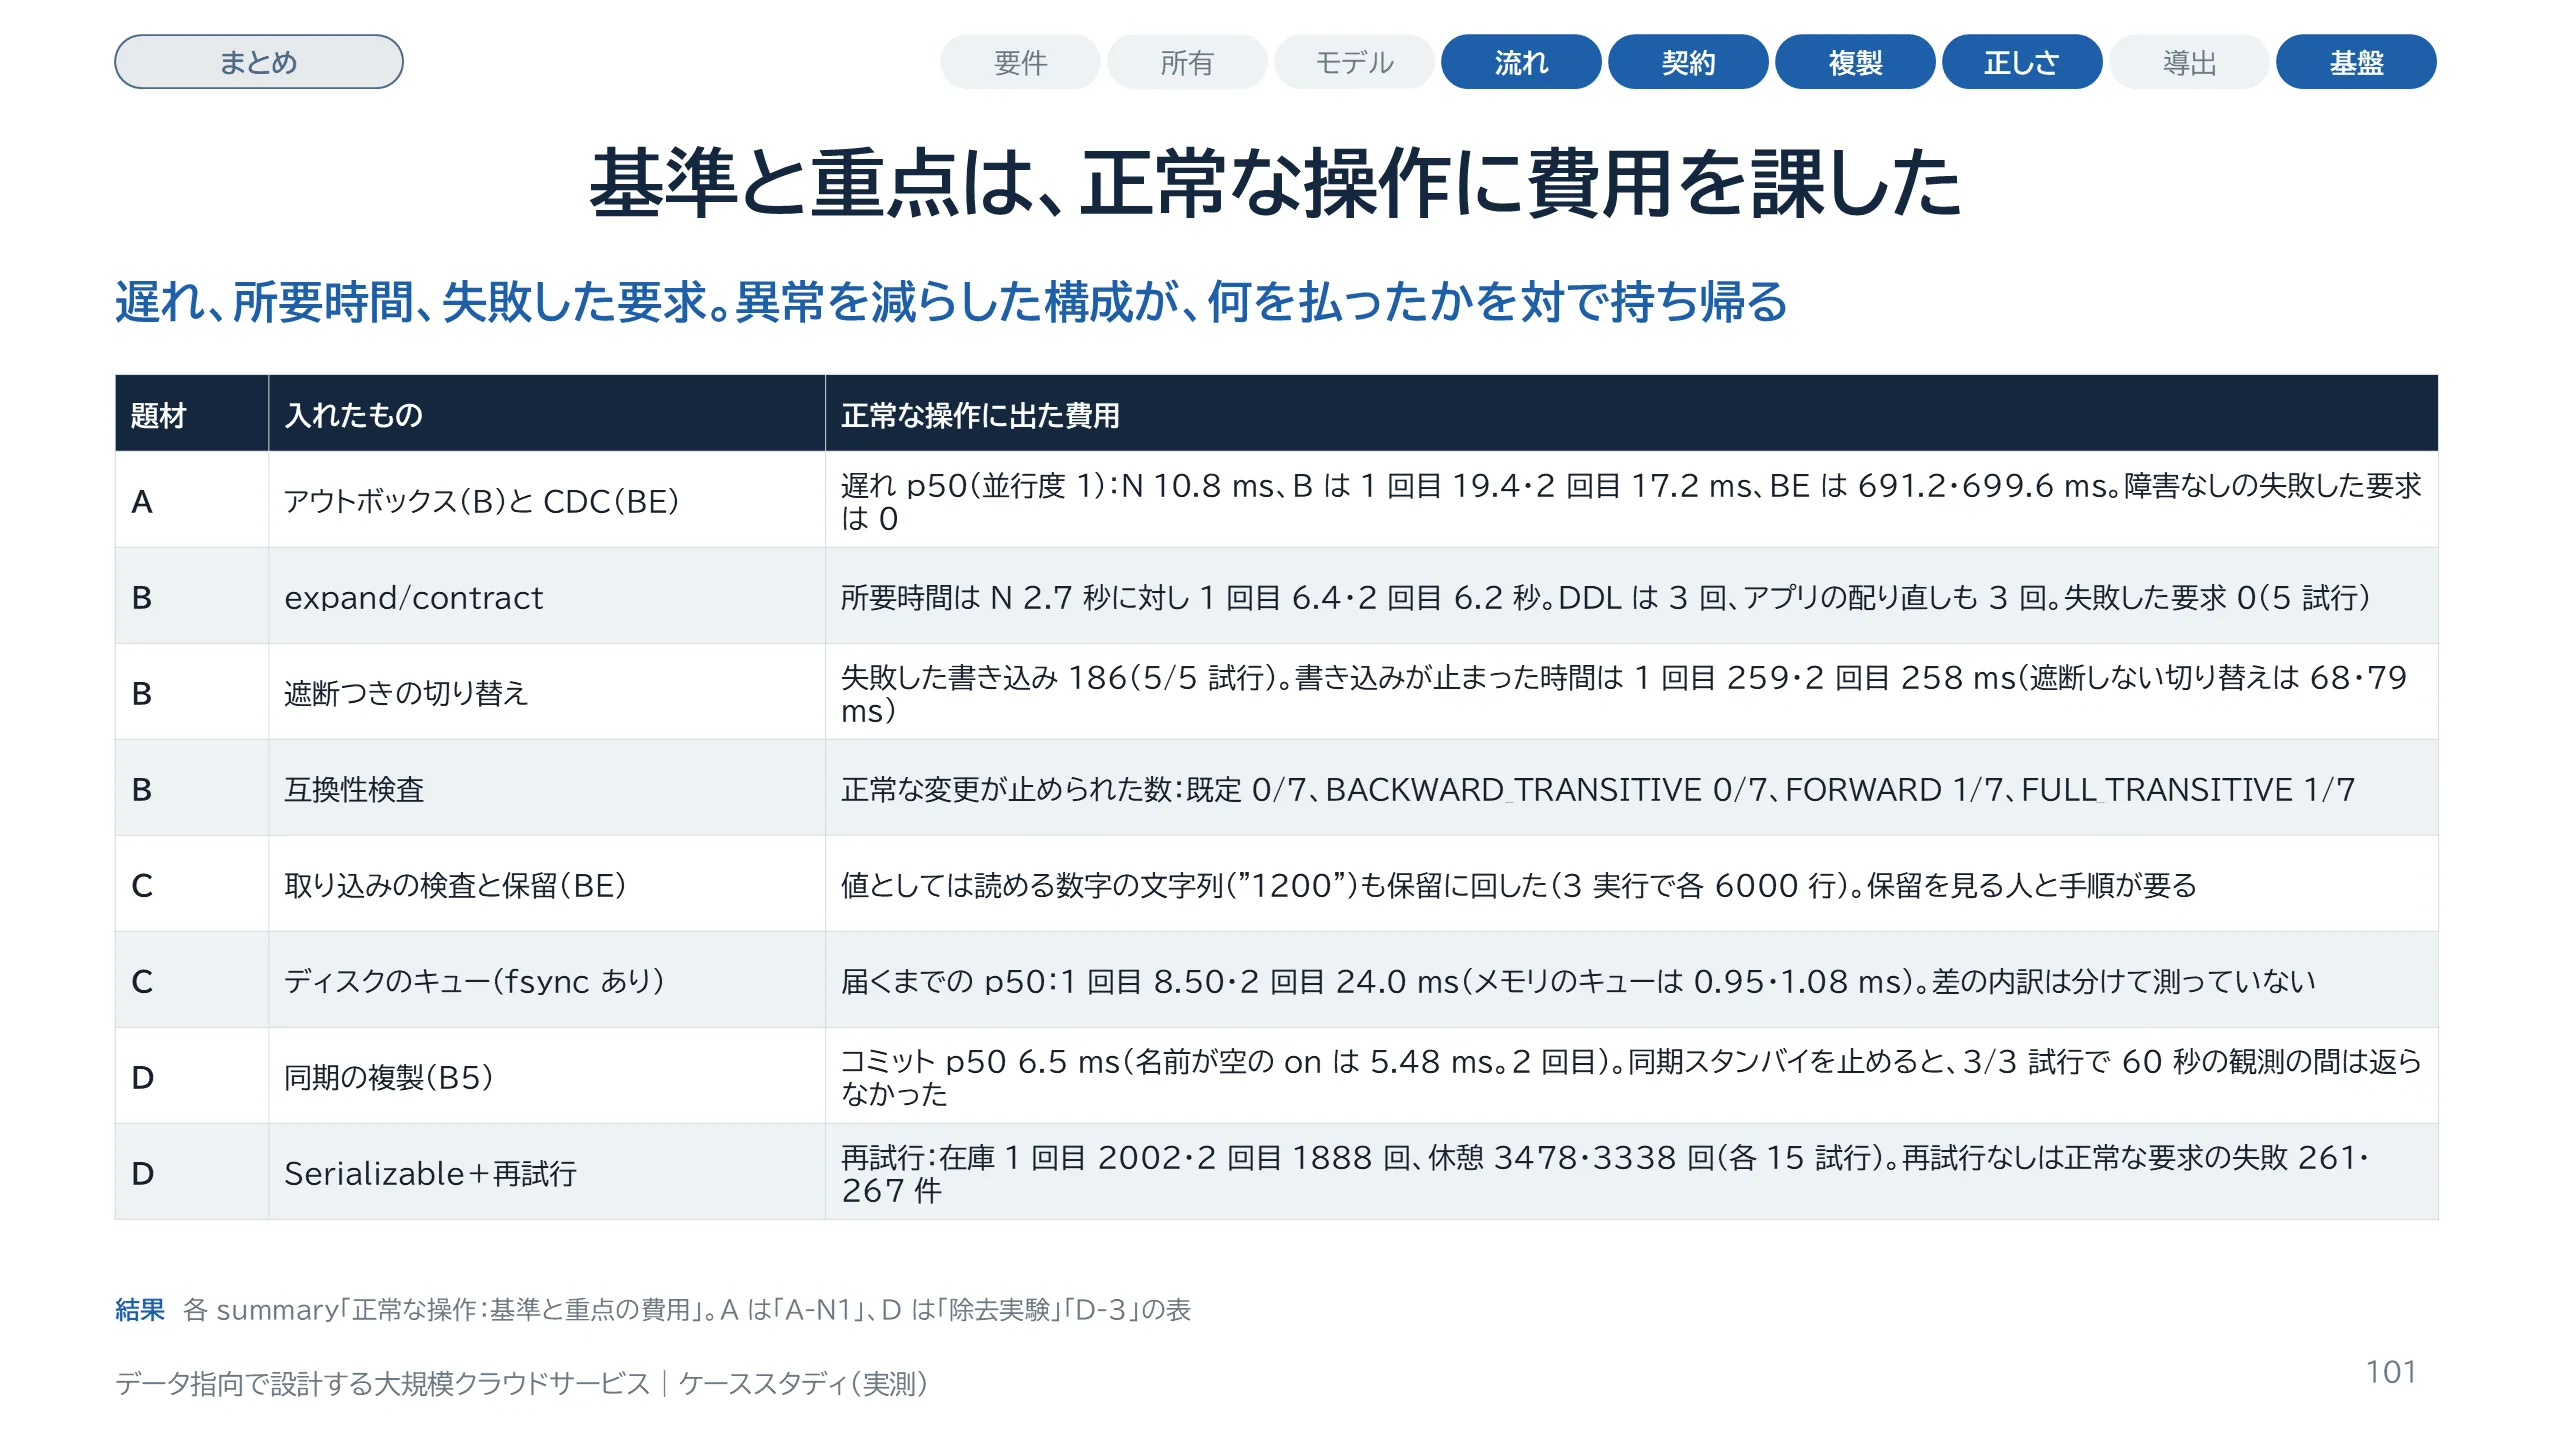 まとめ
要件 所有 モデル 流れ 契約 複製 正しさ 導出 基盤
基準と重点は、正常な操作に費用を課した
遅れ、所要時間、失敗した要求。異常を減らした構成が、何を払ったかを対で持ち帰る
題材 入れたもの 正常な操作に出た費用
A アウトボックス(B)と CDC(BE) 遅れ p50(並行度 1):N 10.8 ms、B は 1 回目 19.4・2 回目 17.2 ms、BE は 691.2・699.6 ms。障害なしの失敗した要求
は 0
B expand/contract 所要時間は N 2.7 秒に対し 1 回目 6.4・2 回目 6.2 秒。DDL は 3 回、アプリの配り直しも 3 回。失敗した要求 0(5 試行)
B 遮断つきの切り替え 失敗した書き込み 186(5/5 試行)。書き込みが止まった時間は 1 回目 259・2 回目 258 ms(遮断しない切り替えは 68・79
ms)
B 互換性検査 正常な変更が止められた数:既定 0/7、BACKWARD_TRANSITIVE 0/7、FORWARD 1/7、FULL_TRANSITIVE 1/7
C 取り込みの検査と保留(BE) 値としては読める数字の文字列("1200")も保留に回した(3 実行で各 6000 行)。保留を見る人と手順が要る
C ディスクのキュー(fsync あり) 届くまでの p50:1 回目 8.50・2 回目 24.0 ms(メモリのキューは 0.95・1.08 ms)。差の内訳は分けて測っていない
D 同期の複製(B5) コミット p50 6.5 ms(名前が空の on は 5.48 ms。2 回目)。同期スタンバイを止めると、3/3 試行で 60 秒の観測の間は返ら
なかった
D Serializable+再試行 再試行:在庫 1 回目 2002・2 回目 1888 回、休憩 3478・3338 回(各 15 試行)。再試行なしは正常な要求の失敗 261・
267 件
結果 各 summary「正常な操作:基準と重点の費用」。A は「A-N1」、D は「除去実験」「D-3」の表
データ指向で設計する大規模クラウドサービス|ケーススタディ(実測)
101